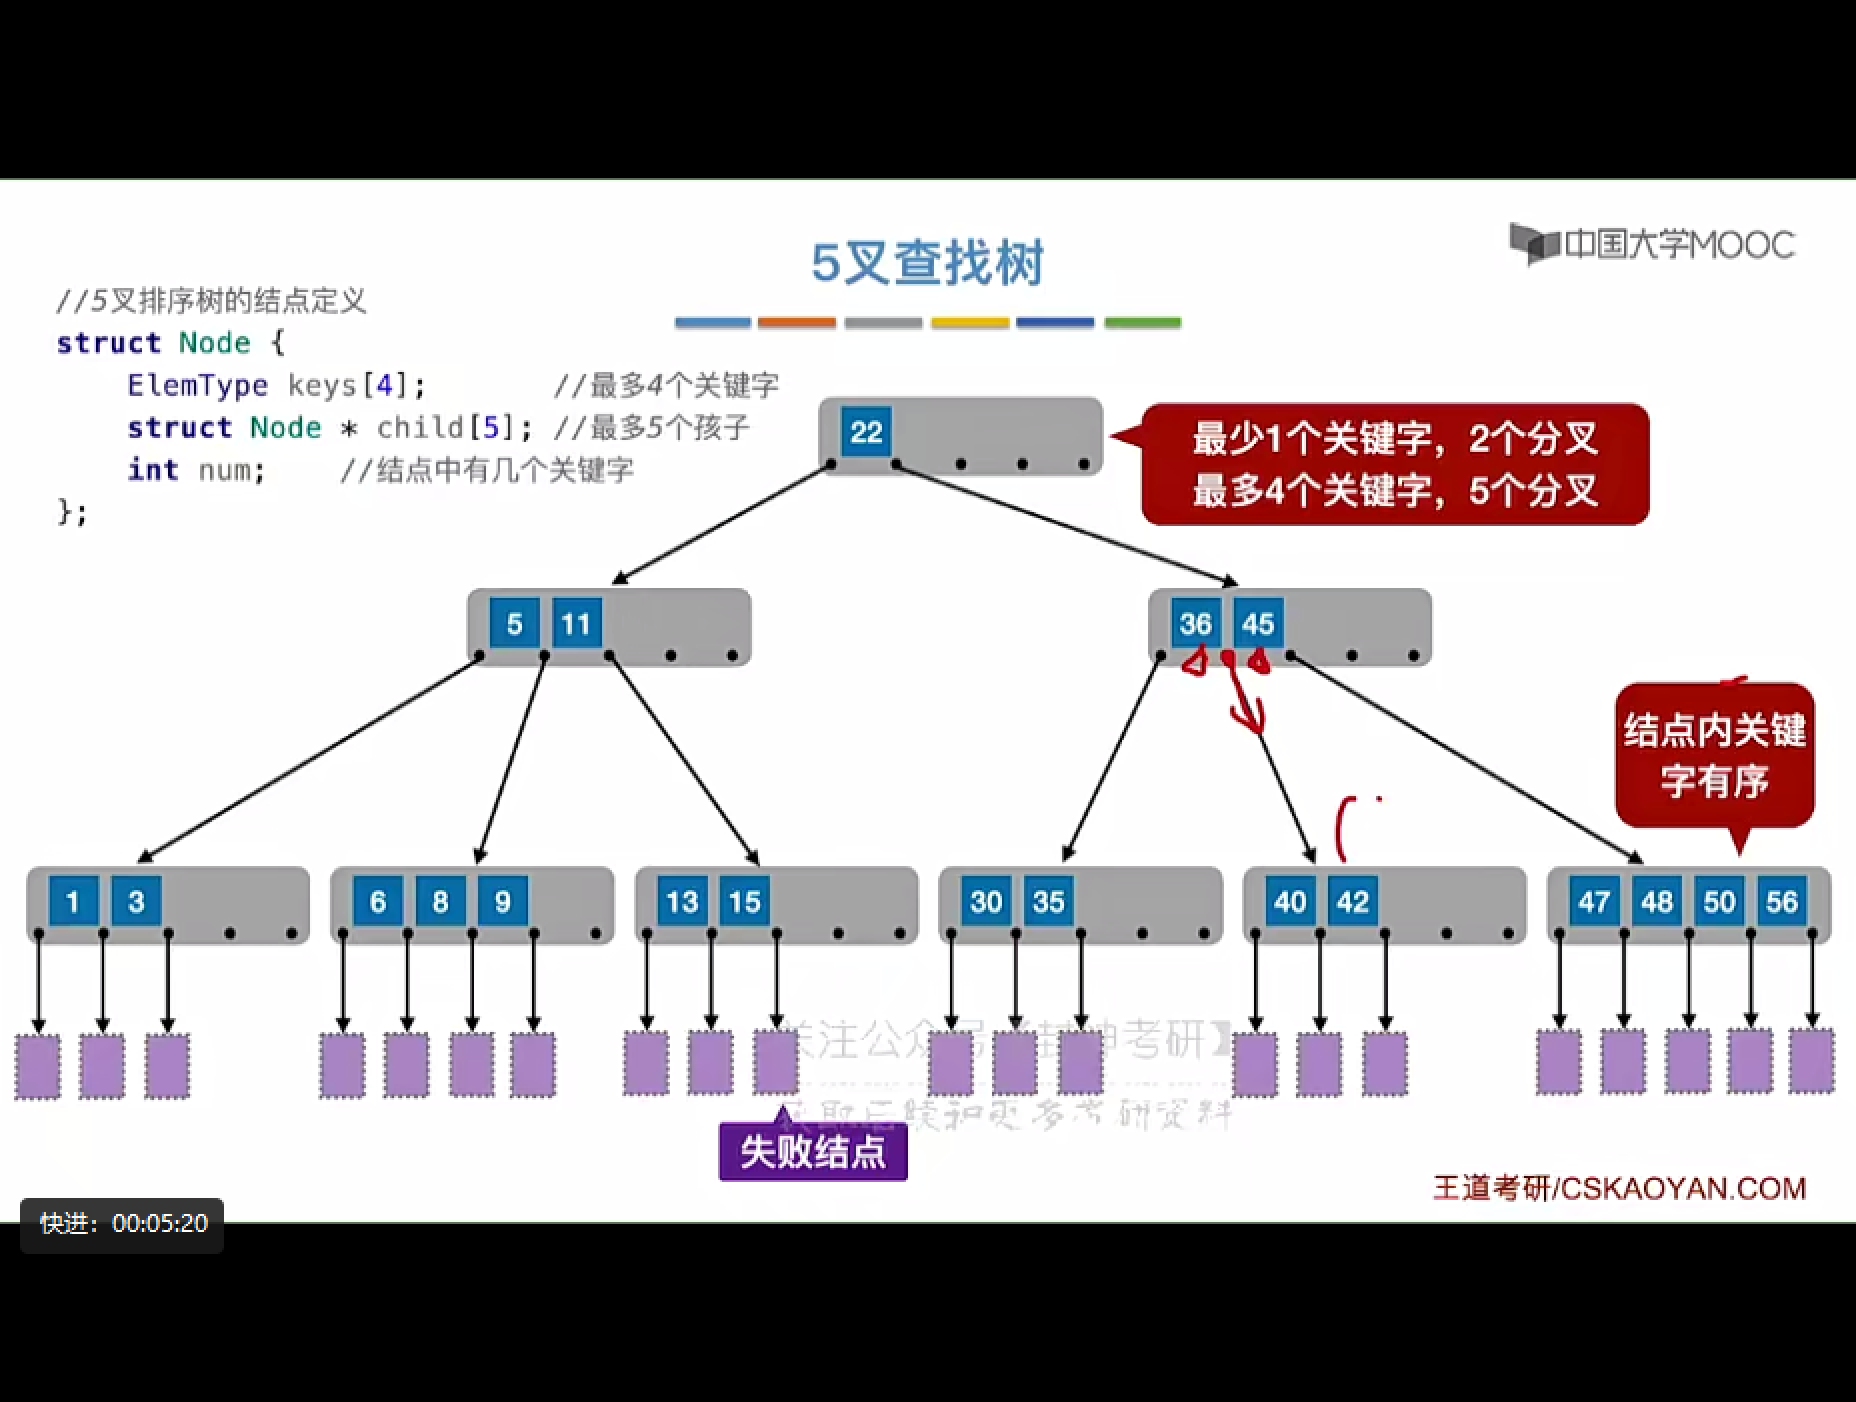 5叉查找树
中国大学MOOC
//5叉排序树的结点定义
struct Node {
ElemType keys[4]; //最多4个关键字
struct Node * child[5]; //最多5个孩子
int num; //结点中有几个关键字
};
22
最少1个关键字，2个分叉
最多4个关键字，5个分叉
5 11
36 45
结点内关键
字有序
1 3
6 8 9
13 15
30 35
40 42
47 48 50 56
关注公众号【封神考研】
获取后续和更多考研资料
失败结点
王道考研/CSKAOYAN.COM
快进：00:05:20